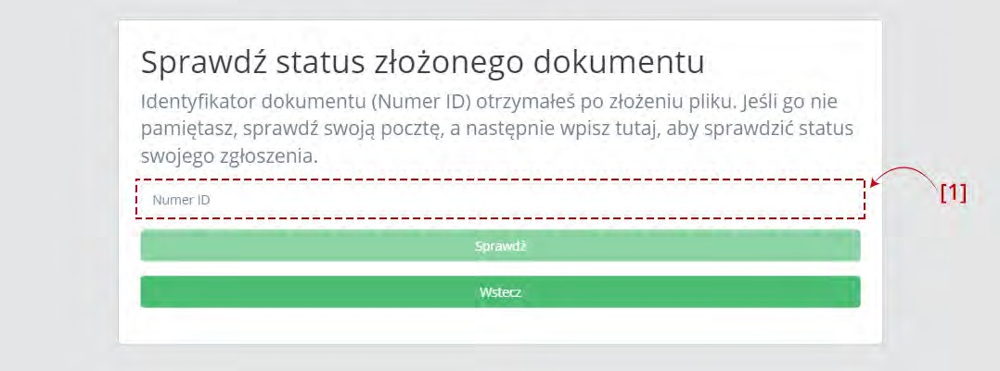 Sprawdź status złożonego dokumentu
Identyfikator dokumentu (Numer ID) otrzymałeś po złożeniu pliku. Jeśli go nie
pamiętasz, sprawdź swoją pocztę, a następnie wpisz tutaj, aby sprawdzić status
swojego zgłoszenia.
[1]
Numer ID
Sprawdź
Wstecz